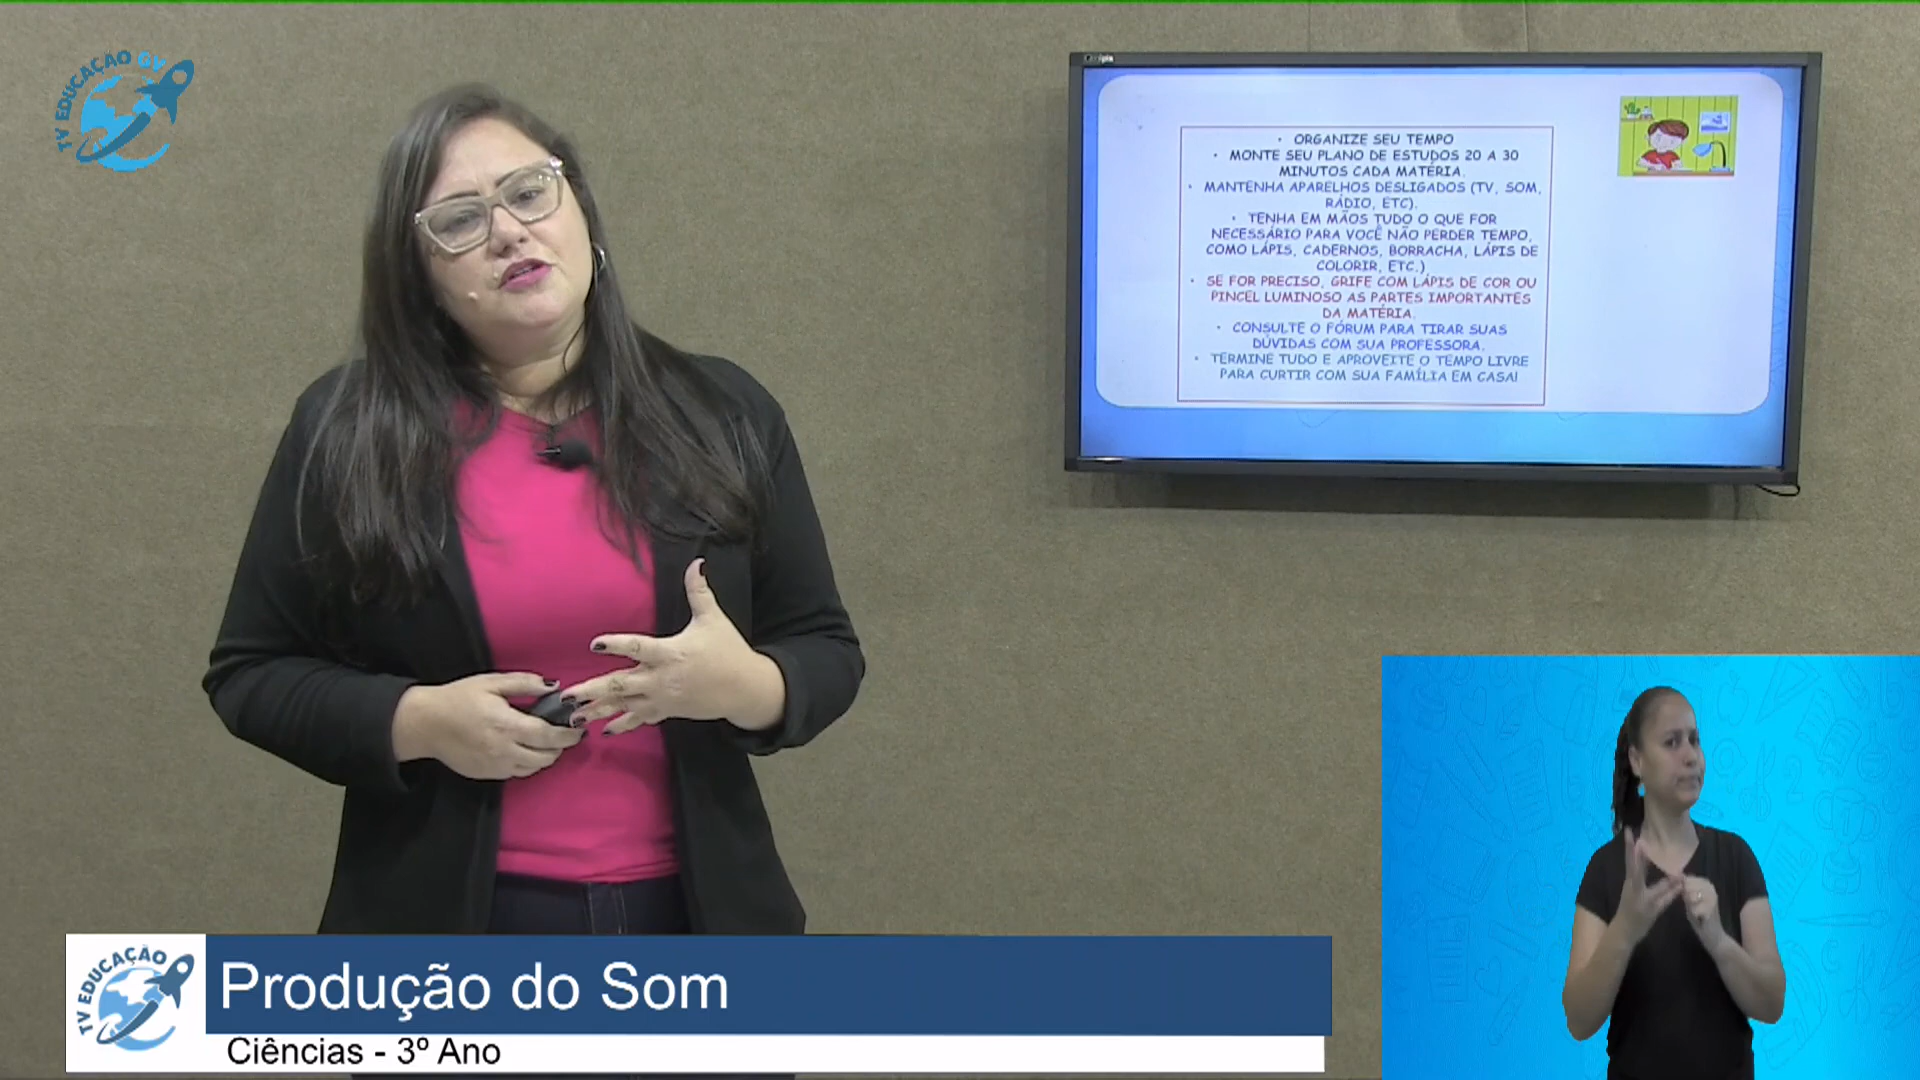 TV EDUCAÇÃO GV
• ORGANIZE SEU TEMPO
• MONTE SEU PLANO DE ESTUDOS 20 A 30
MINUTOS CADA MATÉRIA.
• MANTENHA APARELHOS DESLIGADOS (TV, SOM,
RÁDIO, ETC).
• TENHA EM MÃOS TUDO O QUE FOR
NECESSÁRIO PARA VOCÊ NÃO PERDER TEMPO,
COMO LÁPIS, CADERNOS, BORRACHA, LÁPIS DE
COLORIR, ETC.)
• SE FOR PRECISO, GRIFE COM LÁPIS DE COR OU
PINCEL LUMINOSO AS PARTES IMPORTANTES
DA MATÉRIA.
• CONSULTE O FÓRUM PARA TIRAR SUAS
DÚVIDAS COM SUA PROFESSORA.
• TERMINE TUDO E APROVEITE O TEMPO LIVRE
PARA CURTIR COM SUA FAMÍLIA EM CASA!
TV EDUCAÇÃO
Produção do Som
Ciências - 3º Ano